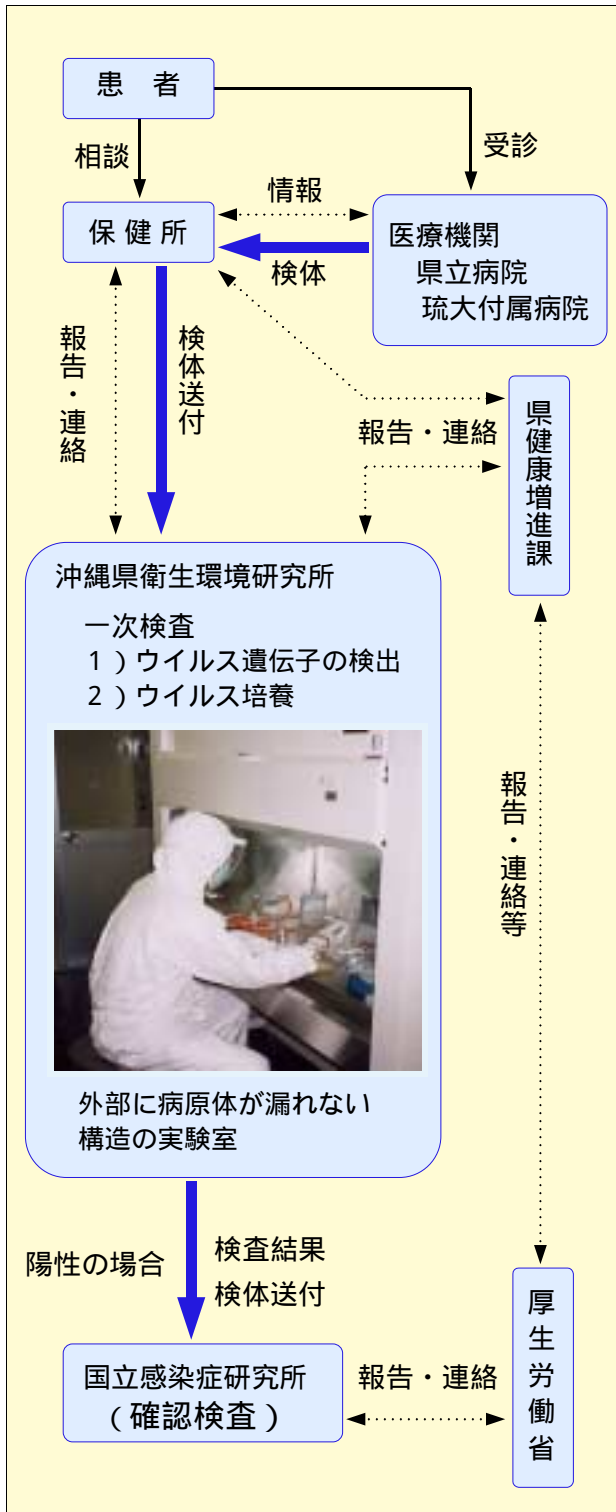 患　者
相談
受診
情報
保 健 所
検体
医療機関
県立病院
琉大付属病院
報告・連絡
検体送付
報告・連絡
県健康増進課
沖縄県衛生環境研究所
一次検査
１）ウイルス遺伝子の検出
２）ウイルス培養
外部に病原体が漏れない
構造の実験室
報告・連絡等
陽性の場合
検査結果
検体送付
国立感染症研究所
（確認検査）
報告・連絡
厚生労働省